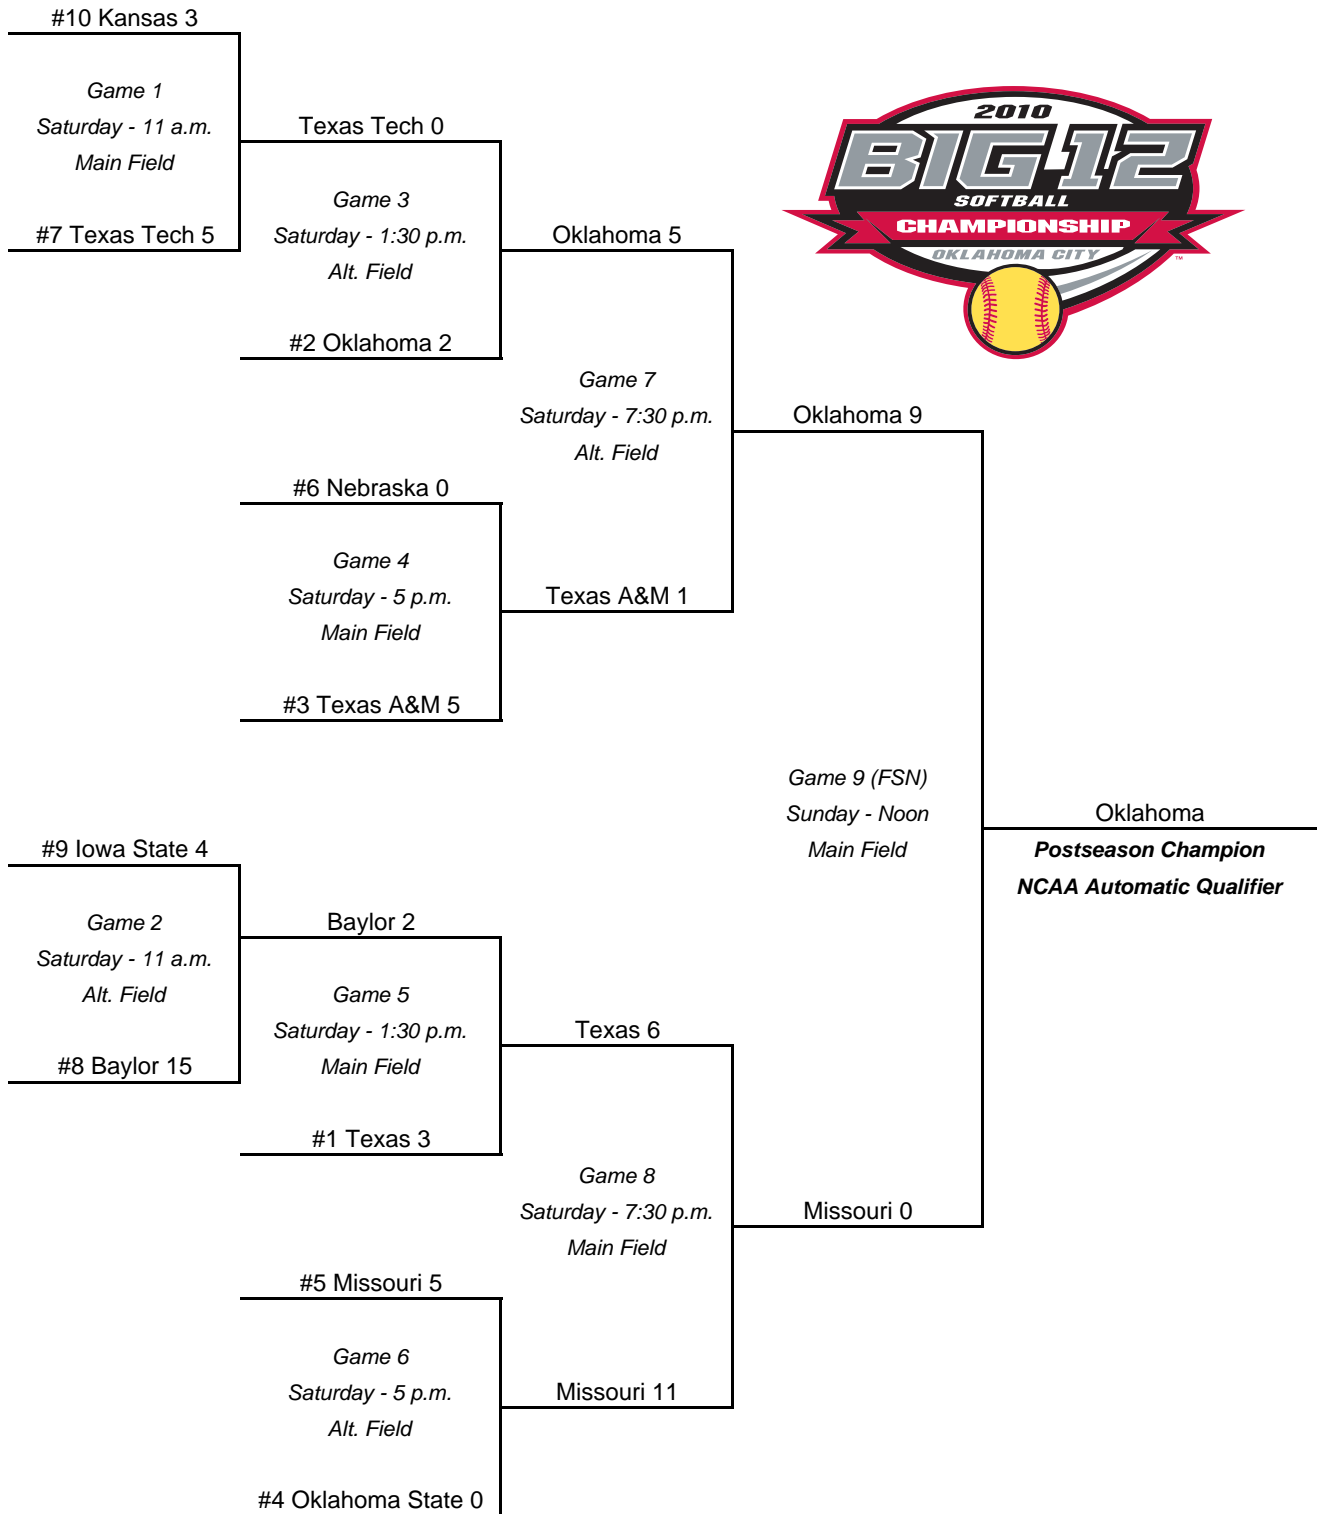 #10 Kansas 3
Game 1
Saturday - 11 a.m.
Main Field
#7 Texas Tech 5
Texas Tech 0
Game 3
Saturday - 1:30 p.m.
Alt. Field
#2 Oklahoma 2
Oklahoma 5
Game 7
Saturday - 7:30 p.m.
Alt. Field
#6 Nebraska 0
Game 4
Saturday - 5 p.m.
Main Field
#3 Texas A&M 5
Texas A&M 1
Oklahoma 9
2010
BIG 12
SOFTBALL
CHAMPIONSHIP
OKLAHOMA CITY
TM
Game 9 (FSN)
Sunday - Noon
Main Field
Oklahoma
Postseason Champion
NCAA Automatic Qualifier
#9 Iowa State 4
Game 2
Saturday - 11 a.m.
Alt. Field
#8 Baylor 15
Baylor 2
Game 5
Saturday - 1:30 p.m.
Main Field
#1 Texas 3
Texas 6
Game 8
Saturday - 7:30 p.m.
Main Field
Missouri 0
#5 Missouri 5
Game 6
Saturday - 5 p.m.
Alt. Field
#4 Oklahoma State 0
Missouri 11